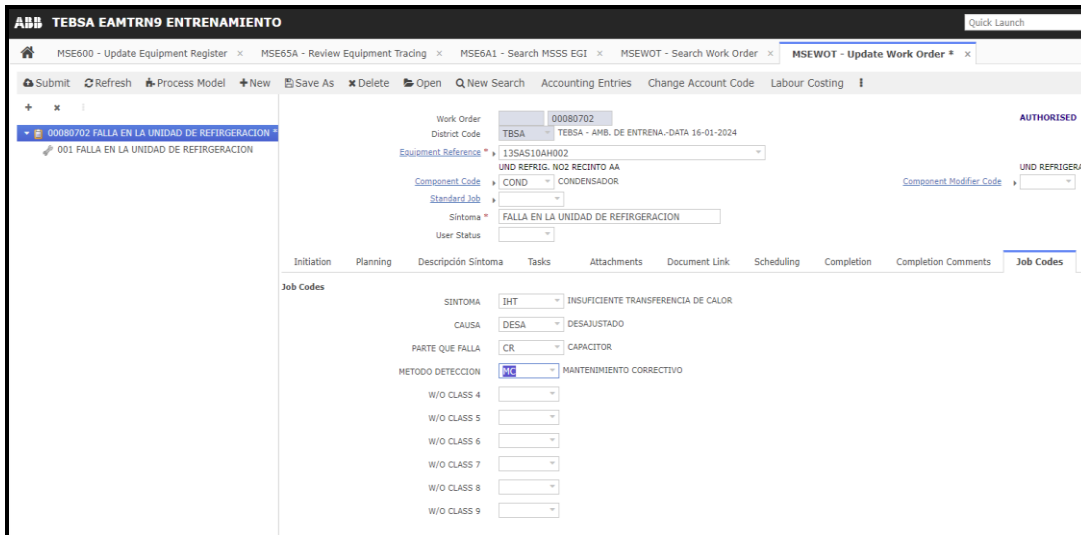 ABB TEBSA EAMTRN9 ENTRENAMIENTO Quick Launch
MSE600 - Update Equipment Register × MSE65A - Review Equipment Tracing × MSE6A1 - Search MSSS EGI × MSEWOT - Search Work Order × MSEWOT - Update Work Order * ×
Submit Refresh Process Model +New Save As Delete Open New Search Accounting Entries Change Account Code Labour Costing
Work Order 00080702 AUTHORISED
00080702 FALLA EN LA UNIDAD DE REFIRGERACION *
District Code TBSA TEBSA - AMB. DE ENTRENA.-DATA 16-01-2024
001 FALLA EN LA UNIDAD DE REFIRGERACION
Equipment Reference * 13SAS10AH002
UND REFRIG. NO2 RECINTO AA UND REFRIGERA
Component Code COND CONDENSADOR Component Modifier Code
Standard Job
Síntoma * FALLA EN LA UNIDAD DE REFIRGERACION
User Status
Initiation Planning Descripción Síntoma Tasks Attachments Document Link Scheduling Completion Completion Comments Job Codes
Job Codes
SINTOMA IHT INSUFICIENTE TRANSFERENCIA DE CALOR
CAUSA DESA DESAJUSTADO
PARTE QUE FALLA CR CAPACITOR
METODO DETECCION MC MANTENIMIENTO CORRECTIVO
W/O CLASS 4
W/O CLASS 5
W/O CLASS 6
W/O CLASS 7
W/O CLASS 8
W/O CLASS 9